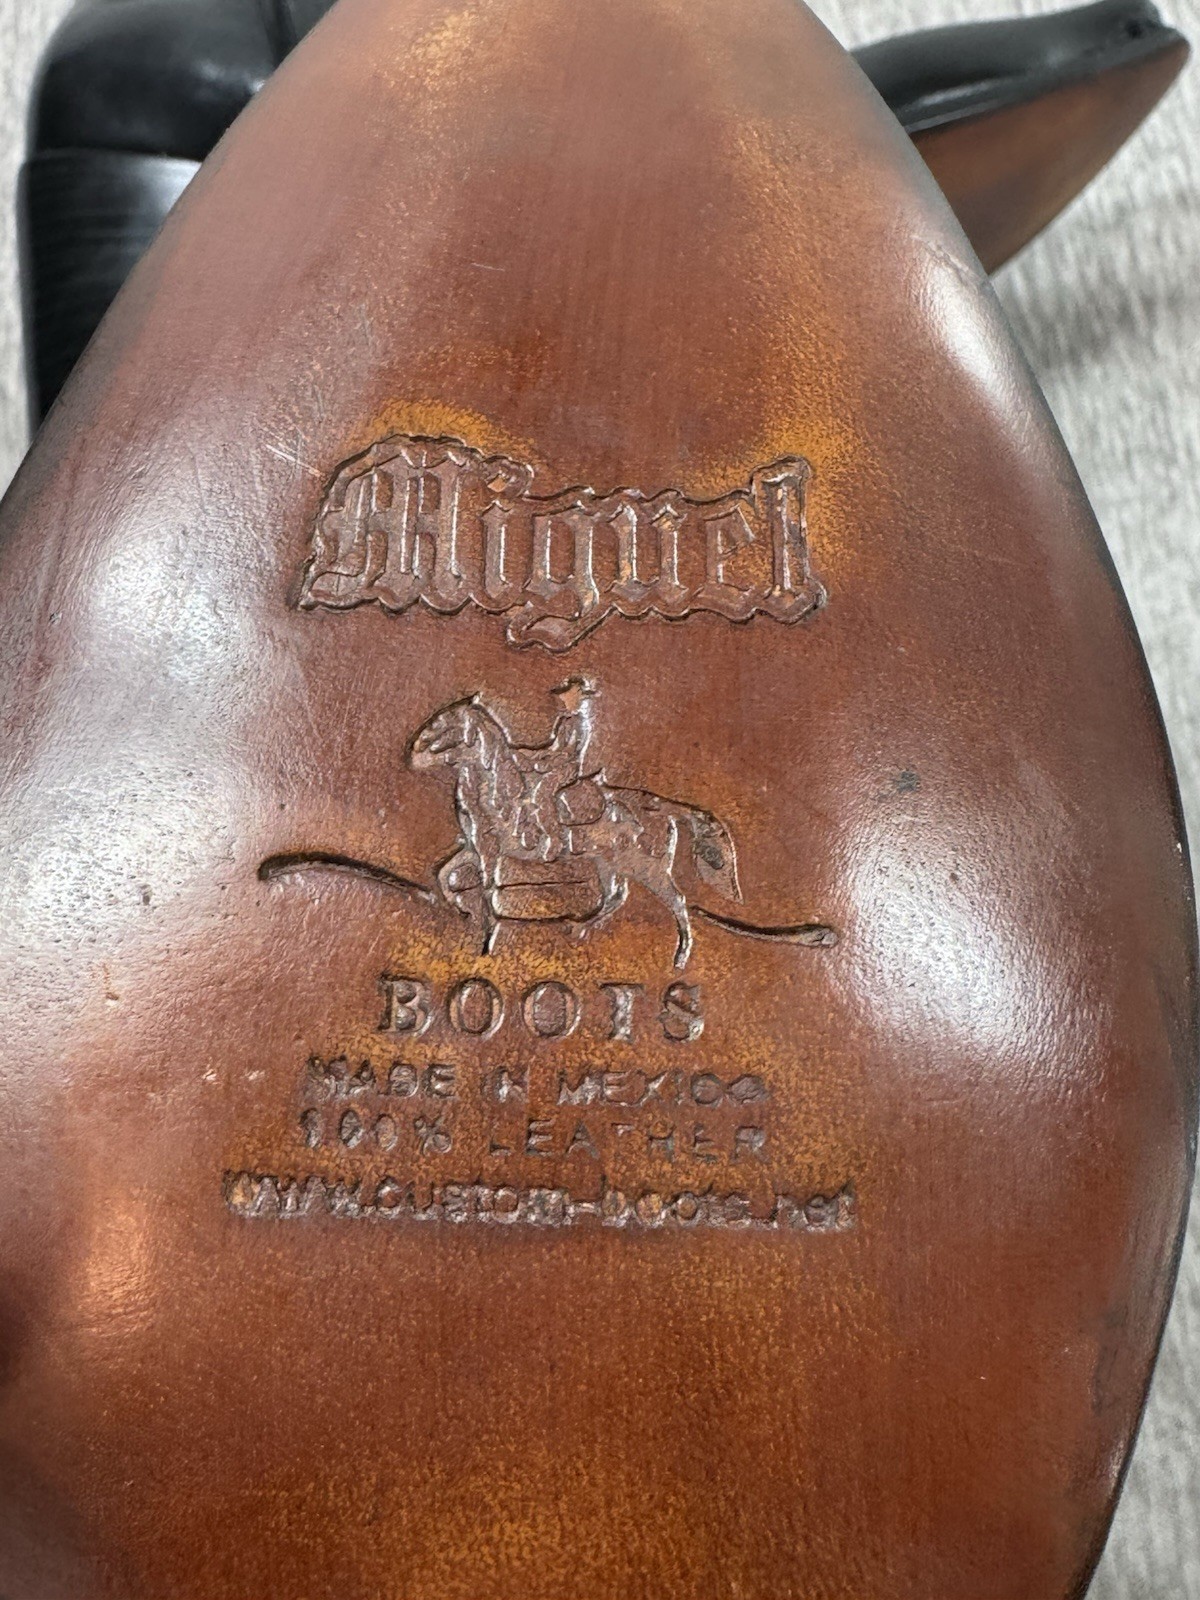 Miguel
BOOTS
MADE IN MEXICO
100% LEATHER
www.custom-boots.net